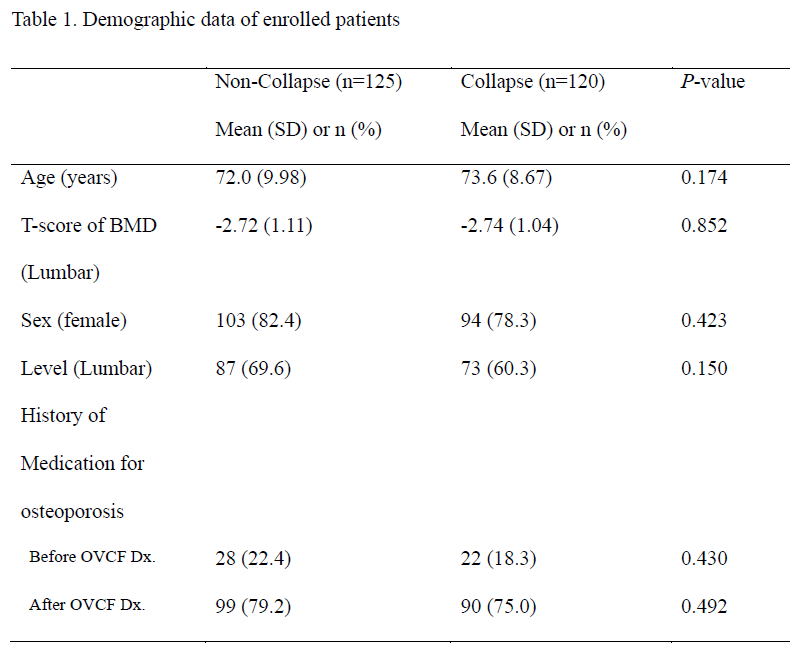 Table 1. Demographic data of enrolled patients
Non-Collapse (n=125) Collapse (n=120) P-value
Mean (SD) or n (%) Mean (SD) or n (%)
Age (years) 72.0 (9.98) 73.6 (8.67) 0.174
T-score of BMD -2.72 (1.11) -2.74 (1.04) 0.852
(Lumbar)
Sex (female) 103 (82.4) 94 (78.3) 0.423
Level (Lumbar) 87 (69.6) 73 (60.3) 0.150
History of
Medication for
osteoporosis
Before OVCF Dx. 28 (22.4) 22 (18.3) 0.430
After OVCF Dx. 99 (79.2) 90 (75.0) 0.492